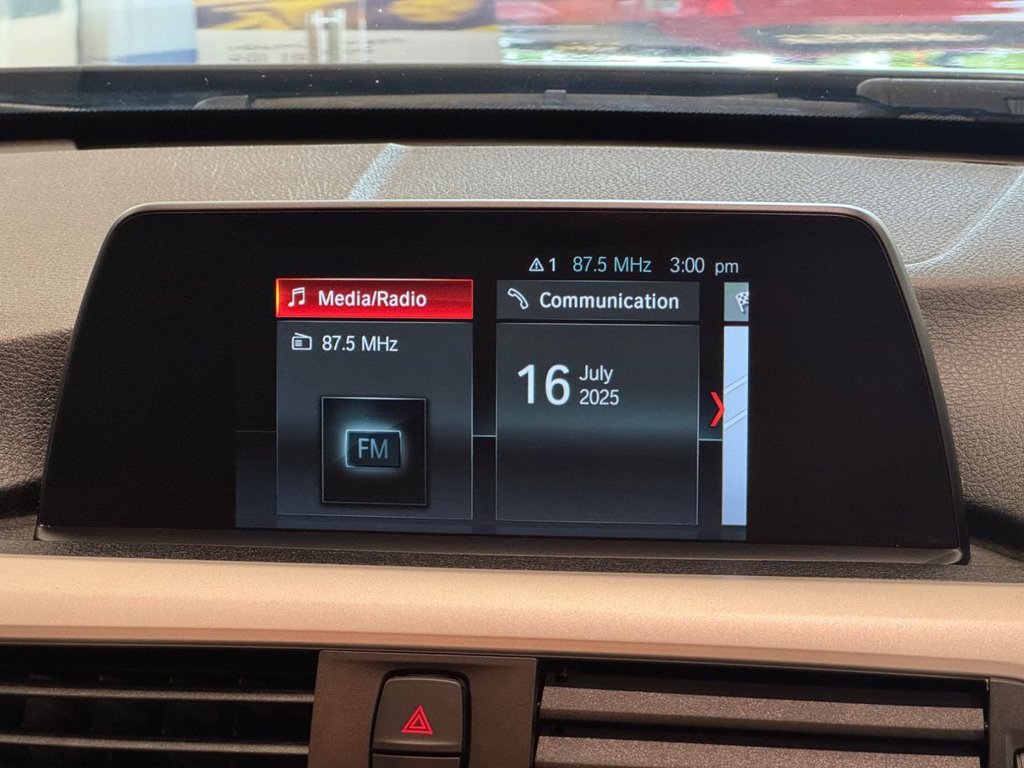 1 87.5 MHz 3:00 pm
Media/Radio
87.5 MHz
FM
Communication
16 July
2025